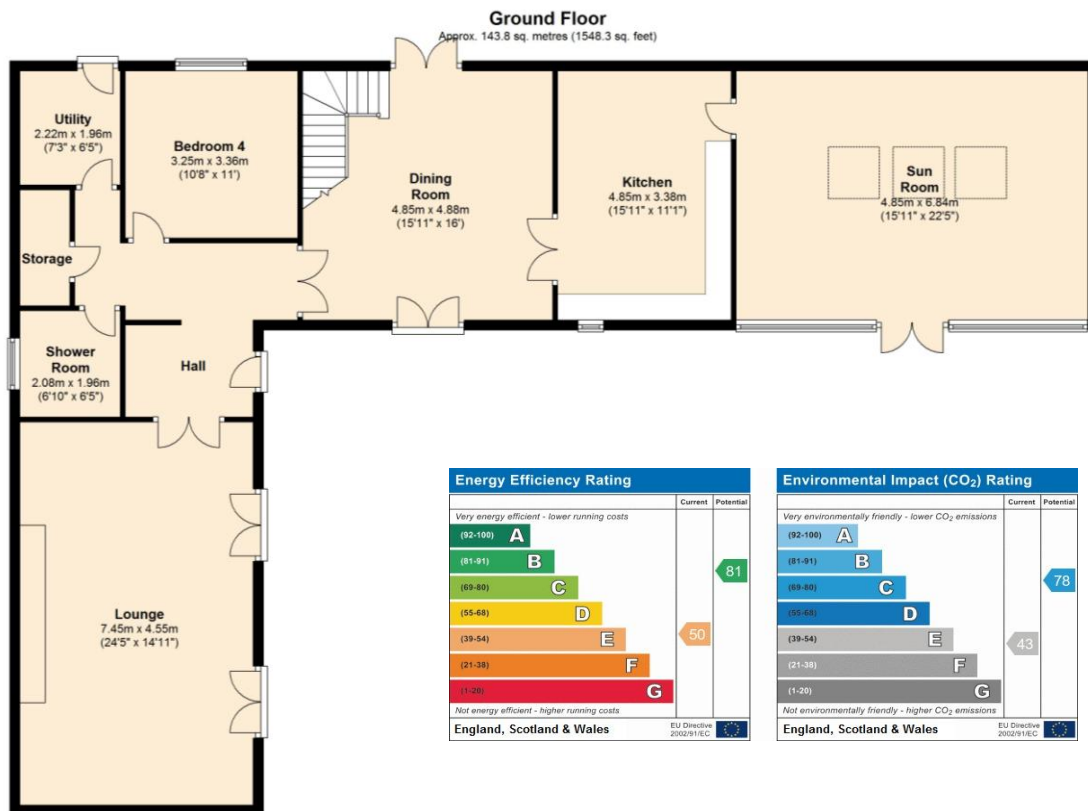 Ground Floor
Approx. 143.8 sq. metres (1548.3 sq. feet)
Utility
2.22m x 1.96m
(7'3" x 6'5")
Bedroom 4
3.25m x 3.36m
(10'8" x 11')
Dining
Room
4.85m x 4.88m
(15'11" x 16')
Kitchen
4.85m x 3.38m
(15'11" x 11'1")
Sun
Room
4.85m x 6.84m
(15'11" x 22'5")
Storage
Shower
Room
2.08m x 1.96m
(6'10" x 6'5")
Hall
Lounge
7.45m x 4.55m
(24'5" x 14'11")
Energy Efficiency Rating
Current Potential
Very energy efficient - lower running costs
(92-100) A
(81-91) B
81
(69-80) C
(55-68) D
(39-54) E
50
(21-38) F
(1-20) G
Not energy efficient - higher running costs
England, Scotland & Wales
EU Directive
2002/91/EC
Environmental Impact (CO₂) Rating
Current Potential
Very environmentally friendly - lower CO₂ emissions
(92-100) A
(81-91) B
(69-80) C
78
(55-68) D
(39-54) E
43
(21-38) F
(1-20) G
Not environmentally friendly - higher CO₂ emissions
England, Scotland & Wales
EU Directive
2002/91/EC